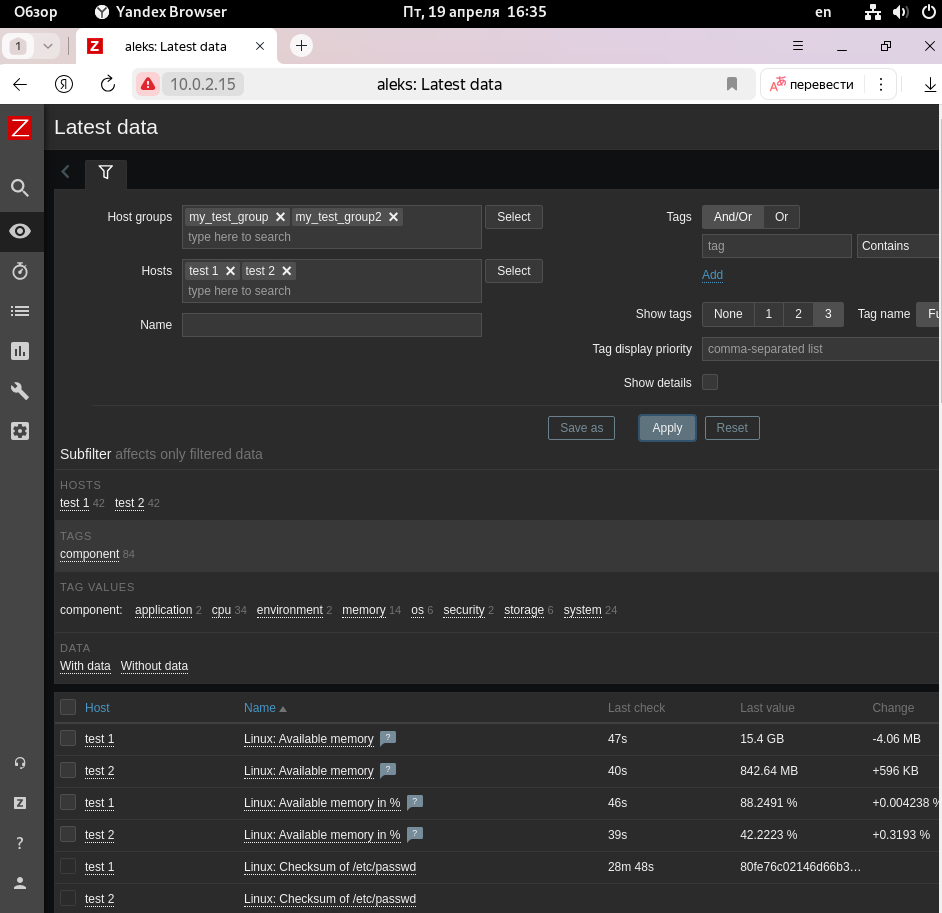 Обзор Yandex Browser Пт, 19 апреля 16:35 en
1 Z aleks: Latest data
Я 10.0.2.15 aleks: Latest data перевести
Z Latest data
Host groups my_test_group my_test_group2 Select Tags And/Or Or
type here to search tag Contains
Hosts test 1 test 2 Select Add
type here to search
Name Show tags None 1 2 3 Tag name Fu
Tag display priority comma-separated list
Show details
Save as Apply Reset
Subfilter affects only filtered data
HOSTS
test 1 42 test 2 42
TAGS
component 84
TAG VALUES
component: application 2 cpu 34 environment 2 memory 14 os 6 security 2 storage 6 system 24
DATA
With data Without data
Host Name Last check Last value Change
test 1 Linux: Available memory ? 47s 15.4 GB -4.06 MB
test 2 Linux: Available memory ? 40s 842.64 MB +596 KB
test 1 Linux: Available memory in % ? 46s 88.2491 % +0.004238 %
test 2 Linux: Available memory in % ? 39s 42.2223 % +0.3193 %
test 1 Linux: Checksum of /etc/passwd 28m 48s 80fe76c02146d66b3…
test 2 Linux: Checksum of /etc/passwd